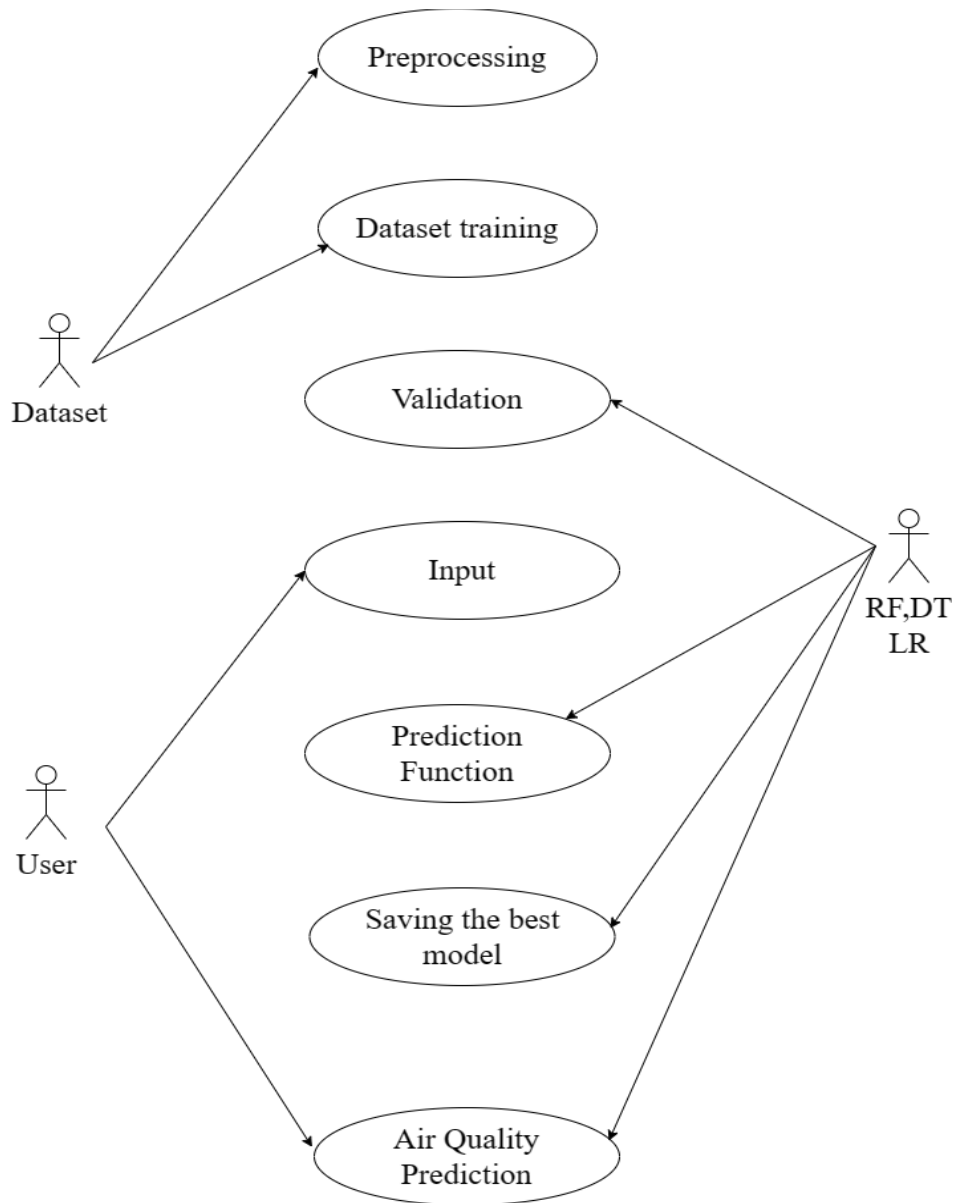 Preprocessing
Dataset training
Dataset
Validation
Input
RF,DT
LR
Prediction
Function
User
Saving the best
model
Air Quality
Prediction